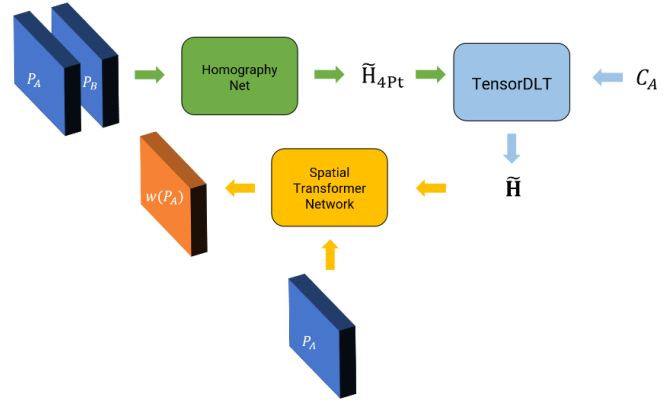 P_A
P_B
Homography
Net
H̃_4Pt
TensorDLT
C_A
w(P_A)
Spatial
Transformer
Network
H̃
P_A